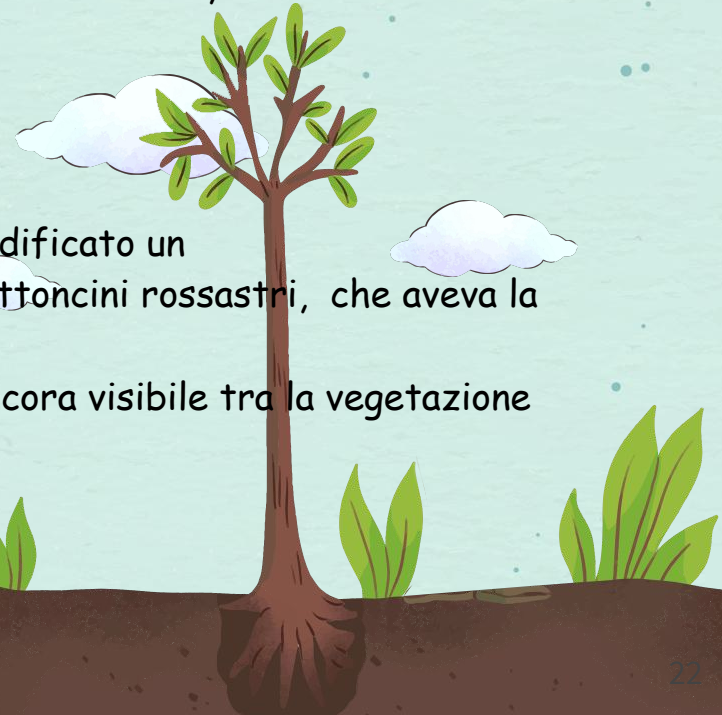 dificato un
ttoncini rossastri, che aveva la
cora visibile tra la vegetazione
22